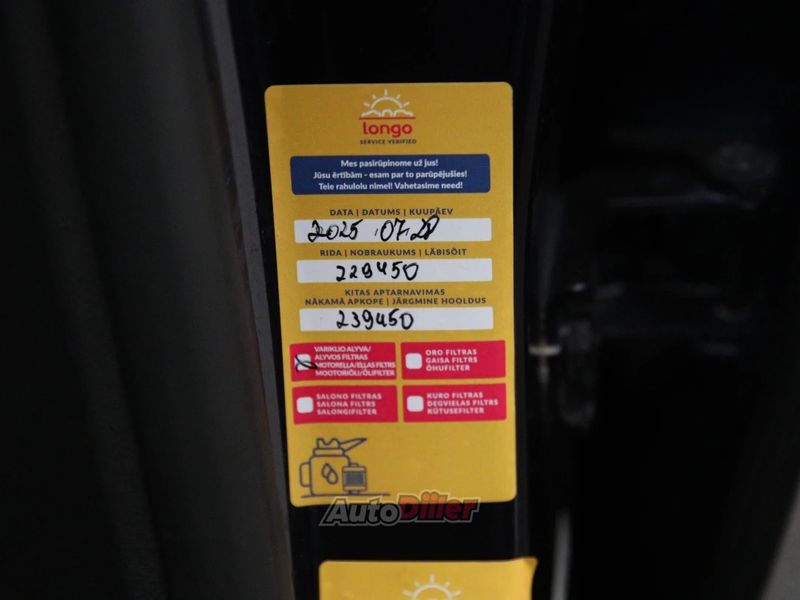 longo
SERVICE VERIFIED
Mes pasirūpinome už jus!
Jūsu ērtībām - esam par to parūpējušies!
Teie rahulolu nimel! Vahetasime need!
DATA | DATUMS | KUUPÄEV
2025.07.28
RIDA | NOBRAUKUMS | LÄBISÕIT
229450
KITAS APTARNAVIMAS
NĀKAMĀ APKOPE | JÄRGMINE HOOLDUS
239450
VARIKLIO ALYVA/
ALYVOS FILTRAS
MOTORELLA/ELLAS FILTRS
MOOTORIÕLI/ÕLIFILTER
ORO FILTRAS
GAISA FILTRS
ÕHUFILTER
SALONO FILTRAS
SALONA FILTRS
SALONGIFILTER
KURO FILTRAS
DEGVIELAS FILTRS
KÜTUSEFILTER
AutoDiiler